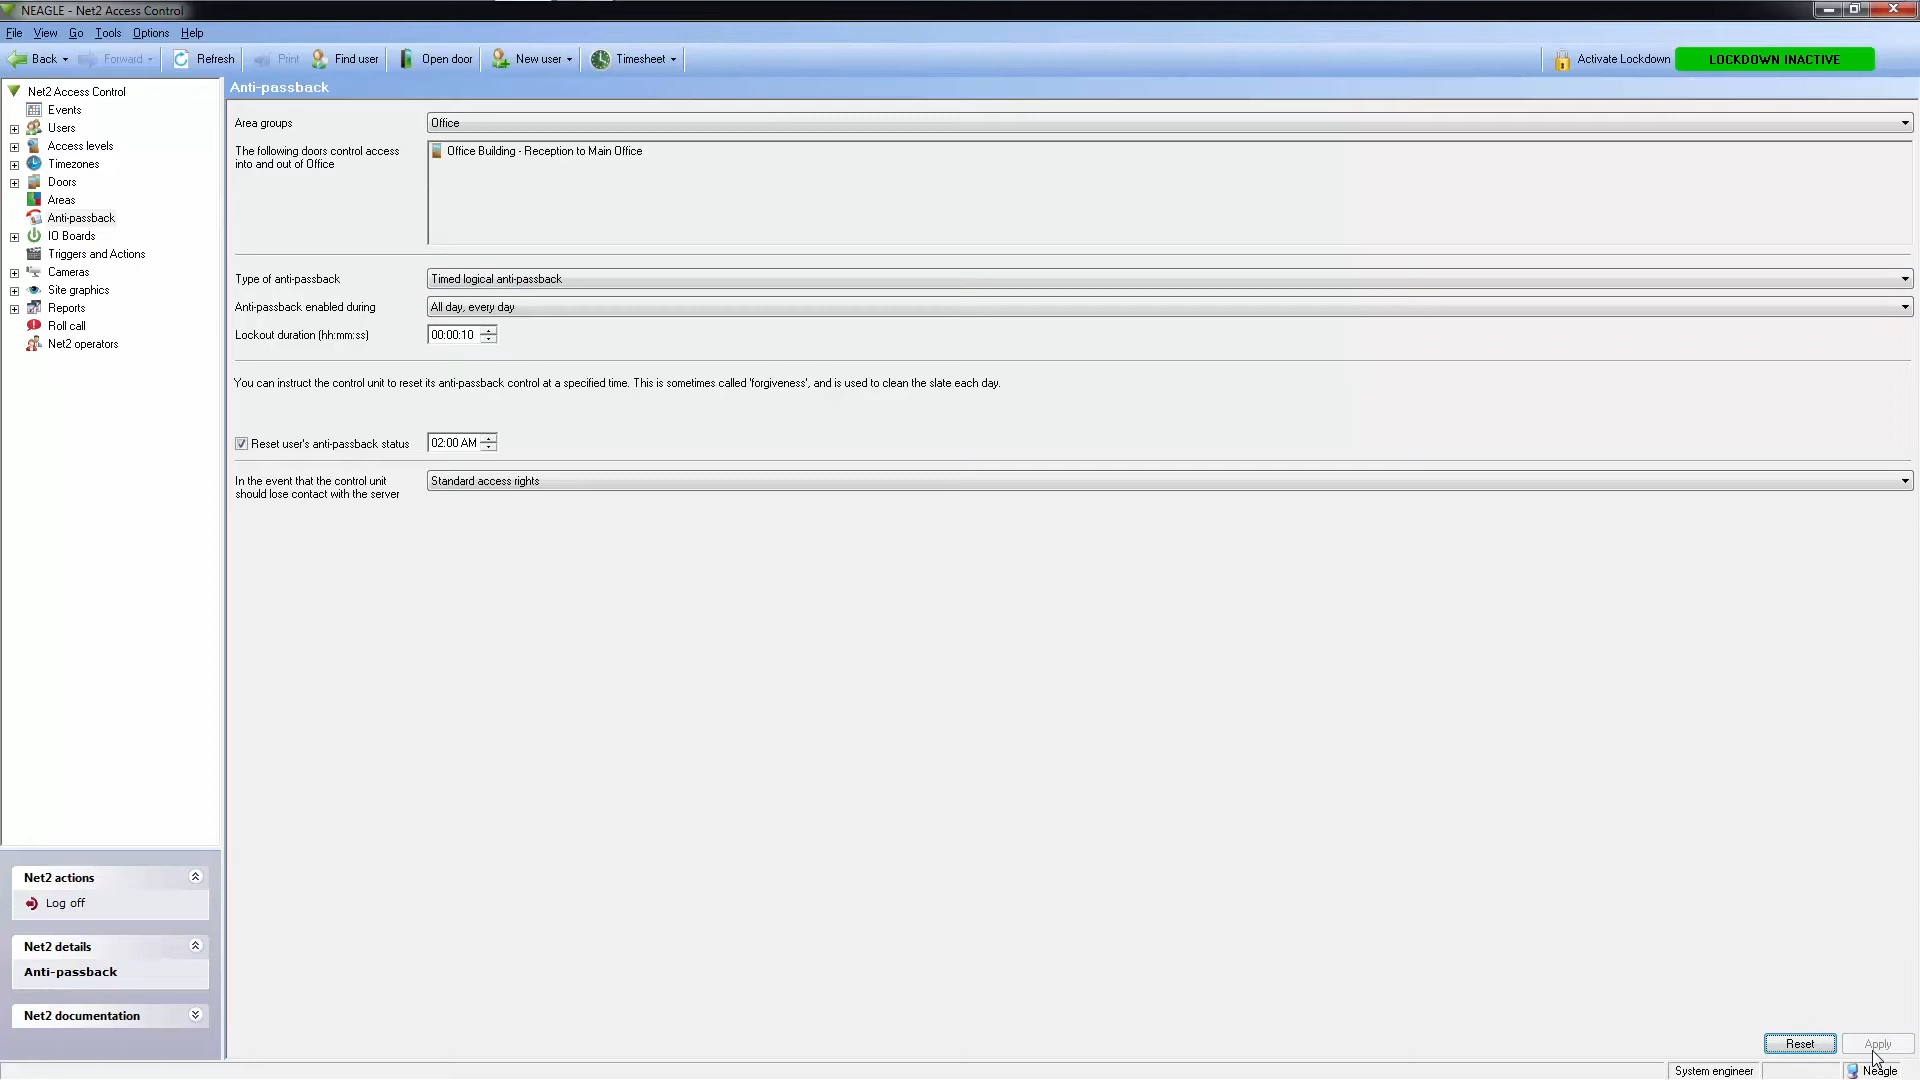 NEAGLE - Net2 Access Control
File View Go Tools Options Help
Back Forward Refresh Print Find user Open door New user Timesheet Activate Lockdown LOCKDOWN INACTIVE
Net2 Access Control
Events
Users
Access levels
Timezones
Doors
Areas
Anti-passback
IO Boards
Triggers and Actions
Cameras
Site graphics
Reports
Roll call
Net2 operators
Net2 actions
Log off
Net2 details
Anti-passback
Net2 documentation
Anti-passback
Area groups Office
The following doors control access
into and out of Office
Office Building - Reception to Main Office
Type of anti-passback Timed logical anti-passback
Anti-passback enabled during All day, every day
Lockout duration (hh:mm:ss) 00:00:10
You can instruct the control unit to reset its anti-passback control at a specified time. This is sometimes called 'forgiveness', and is used to clean the slate each day.
Reset user's anti-passback status 02:00 AM
In the event that the control unit
should lose contact with the server
Standard access rights
Reset Apply
System engineer Neagle